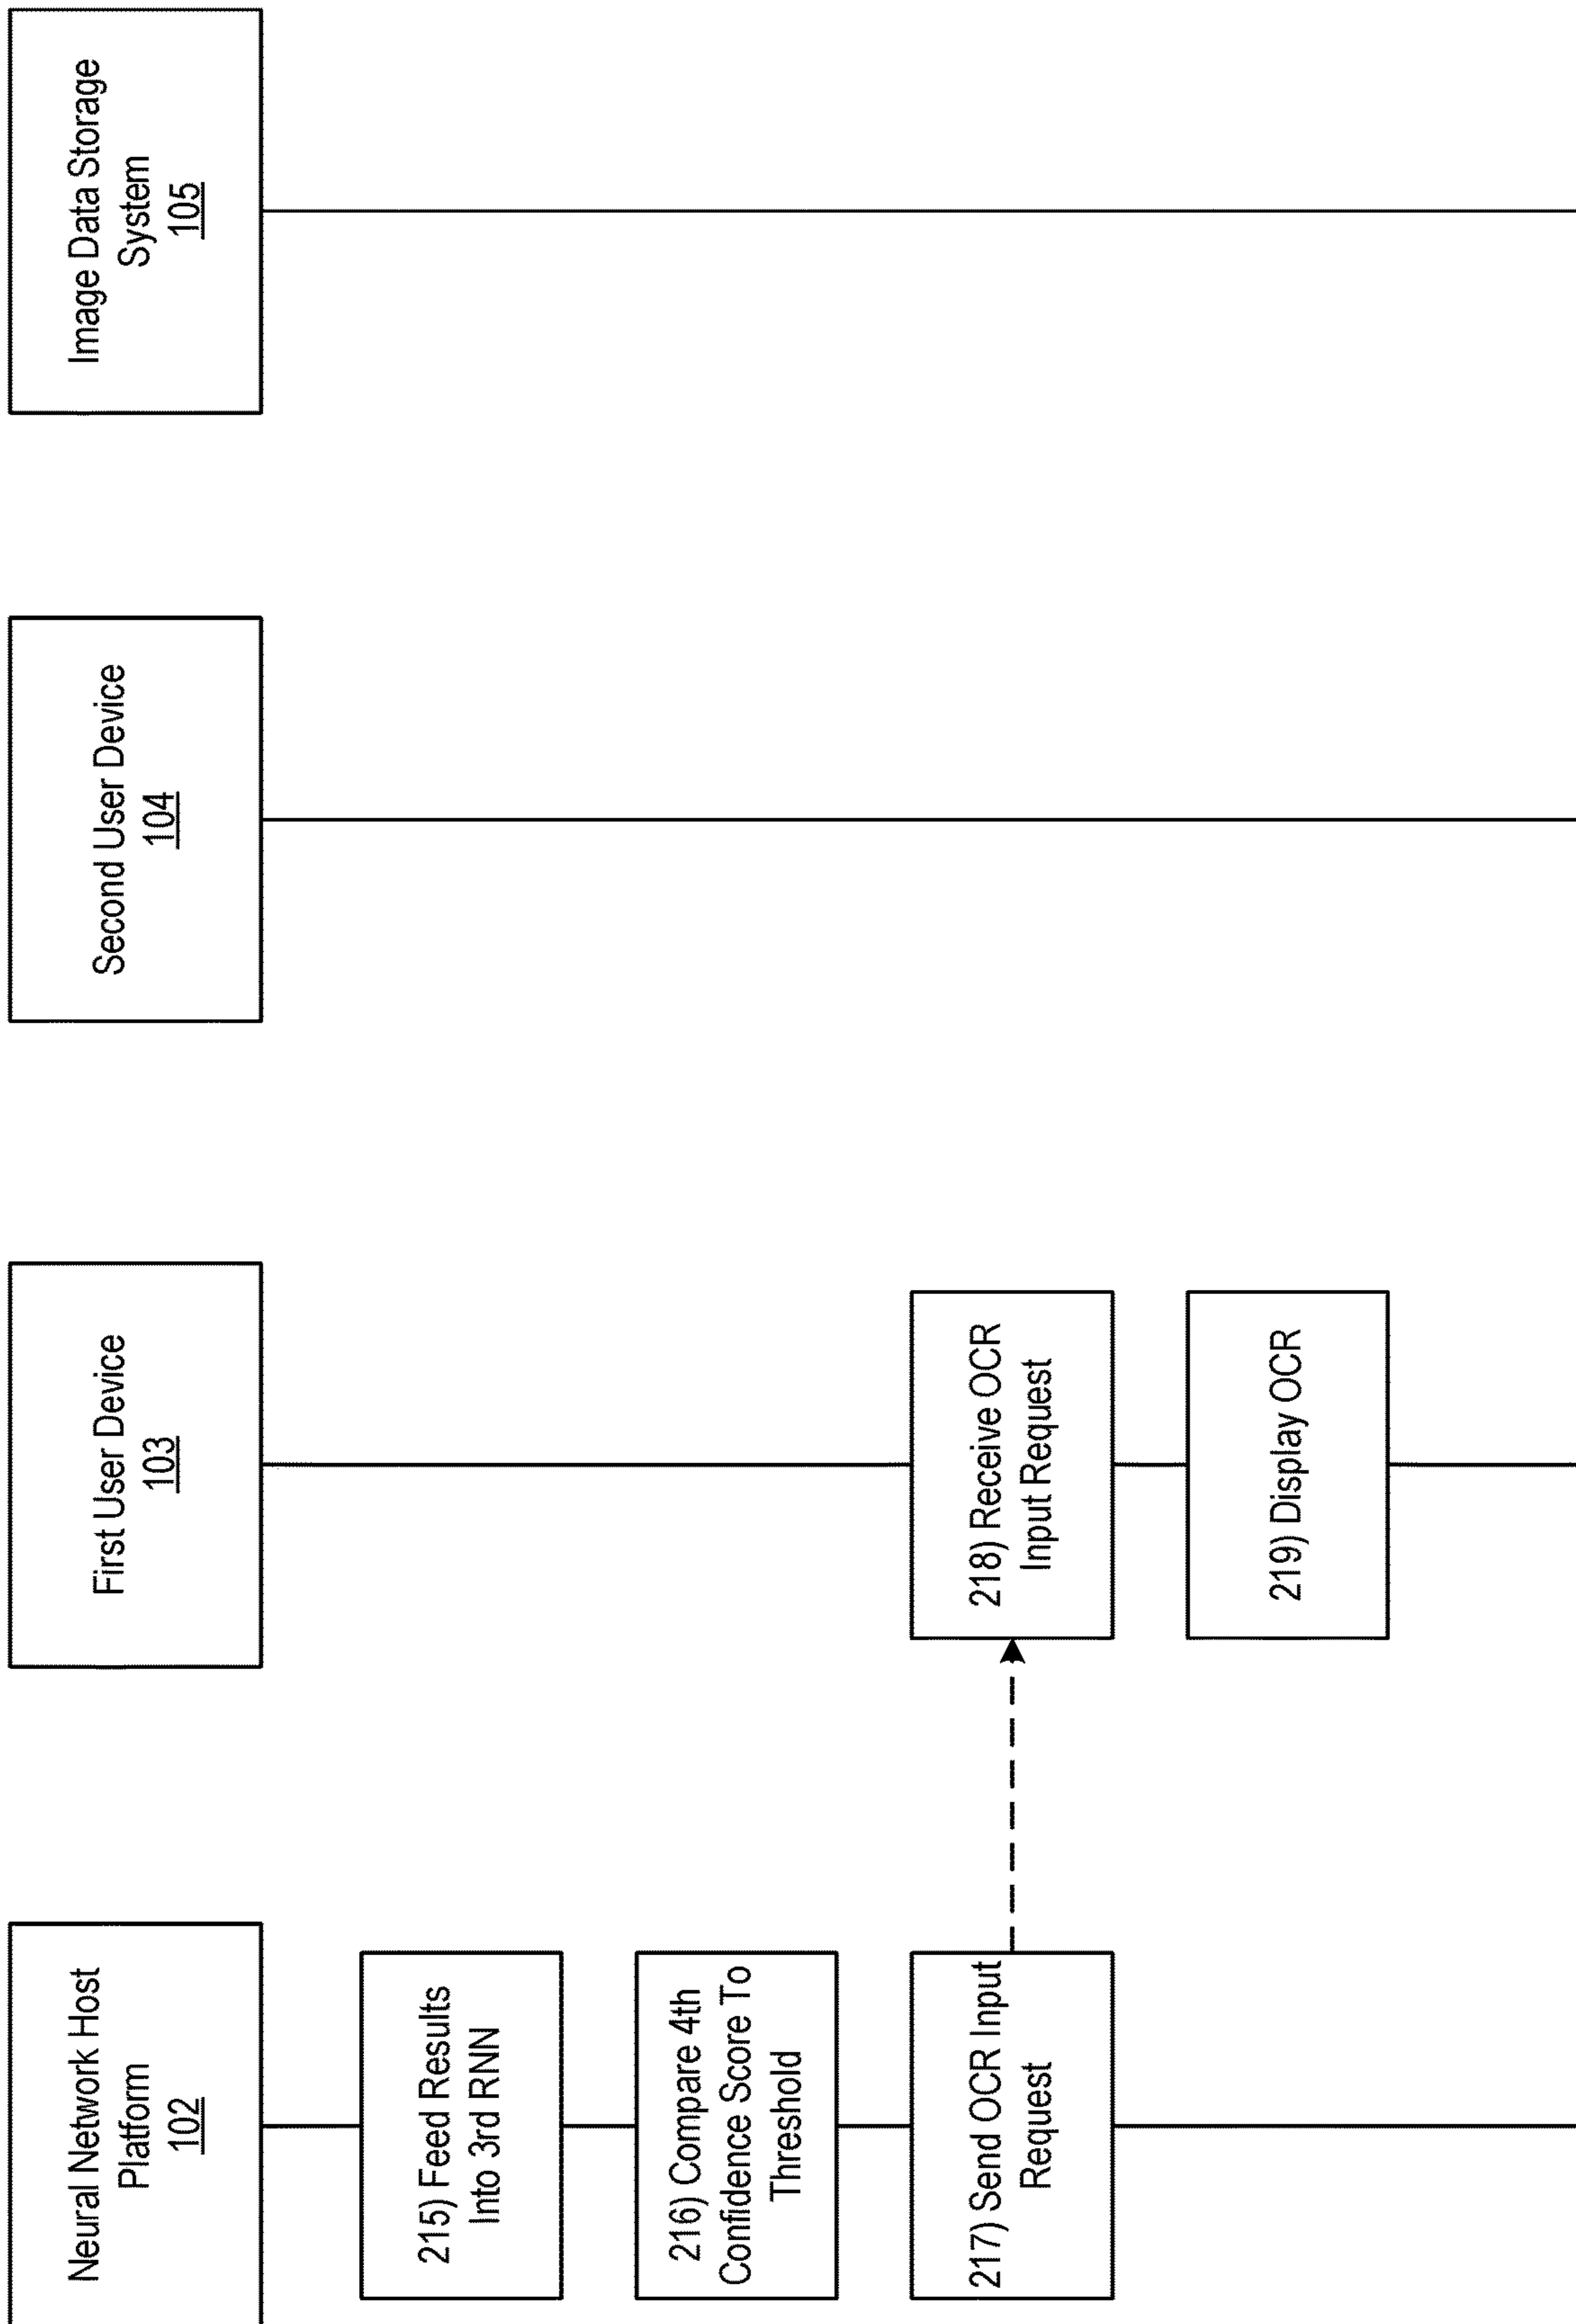 Neural Network Host
Platform
102
First User Device
103
Second User Device
104
Image Data Storage
System
105
215) Feed Results
Into 3rd RNN
216) Compare 4th
Confidence Score To
Threshold
217) Send OCR Input
Request
218) Receive OCR
Input Request
219) Display OCR